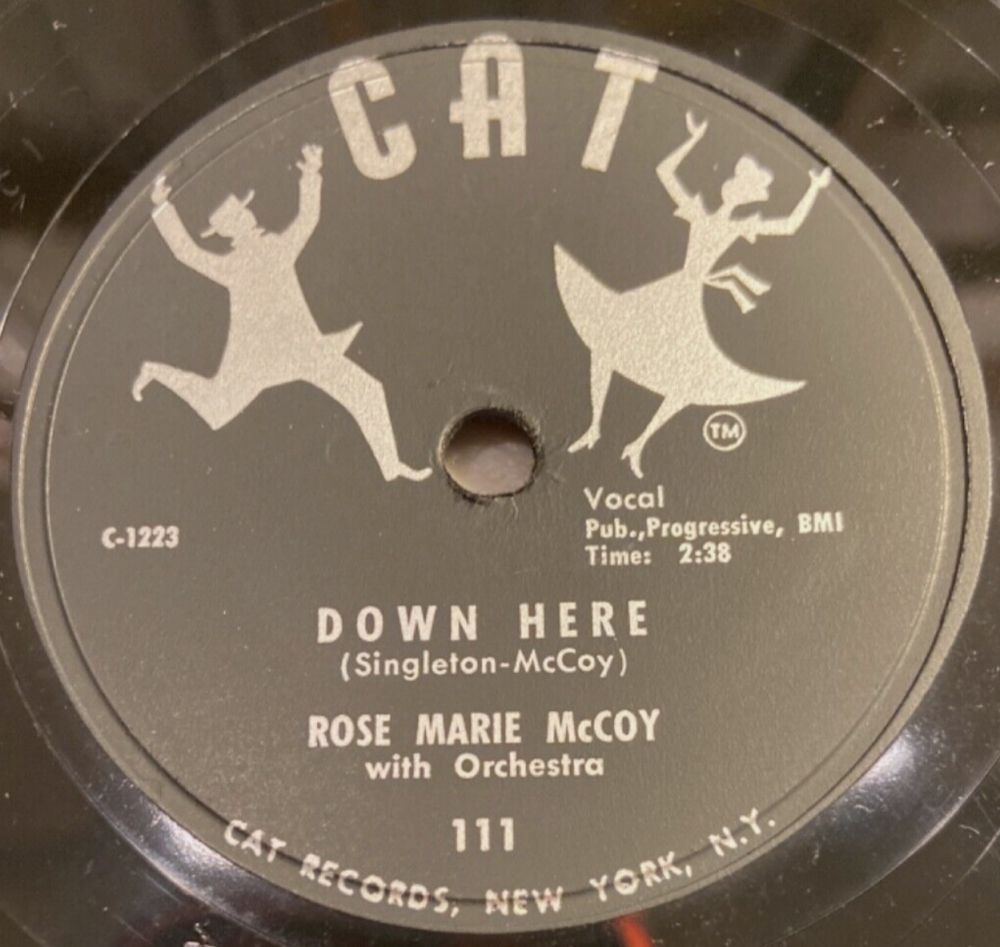 CAT
TM
C-1223
Vocal
Pub.,Progressive, BMI
Time: 2:38
DOWN HERE
(Singleton-McCoy)
ROSE MARIE McCOY
with Orchestra
111
CAT RECORDS, NEW YORK, N.Y.